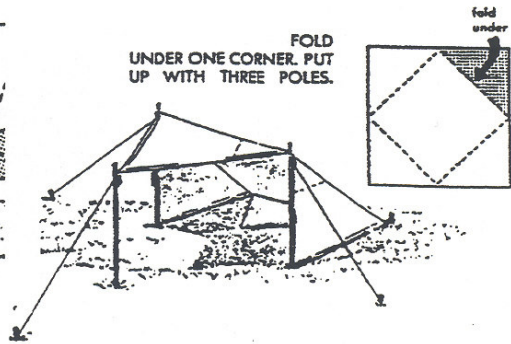 FOLD
UNDER ONE CORNER. PUT
UP WITH THREE POLES.
fold
under